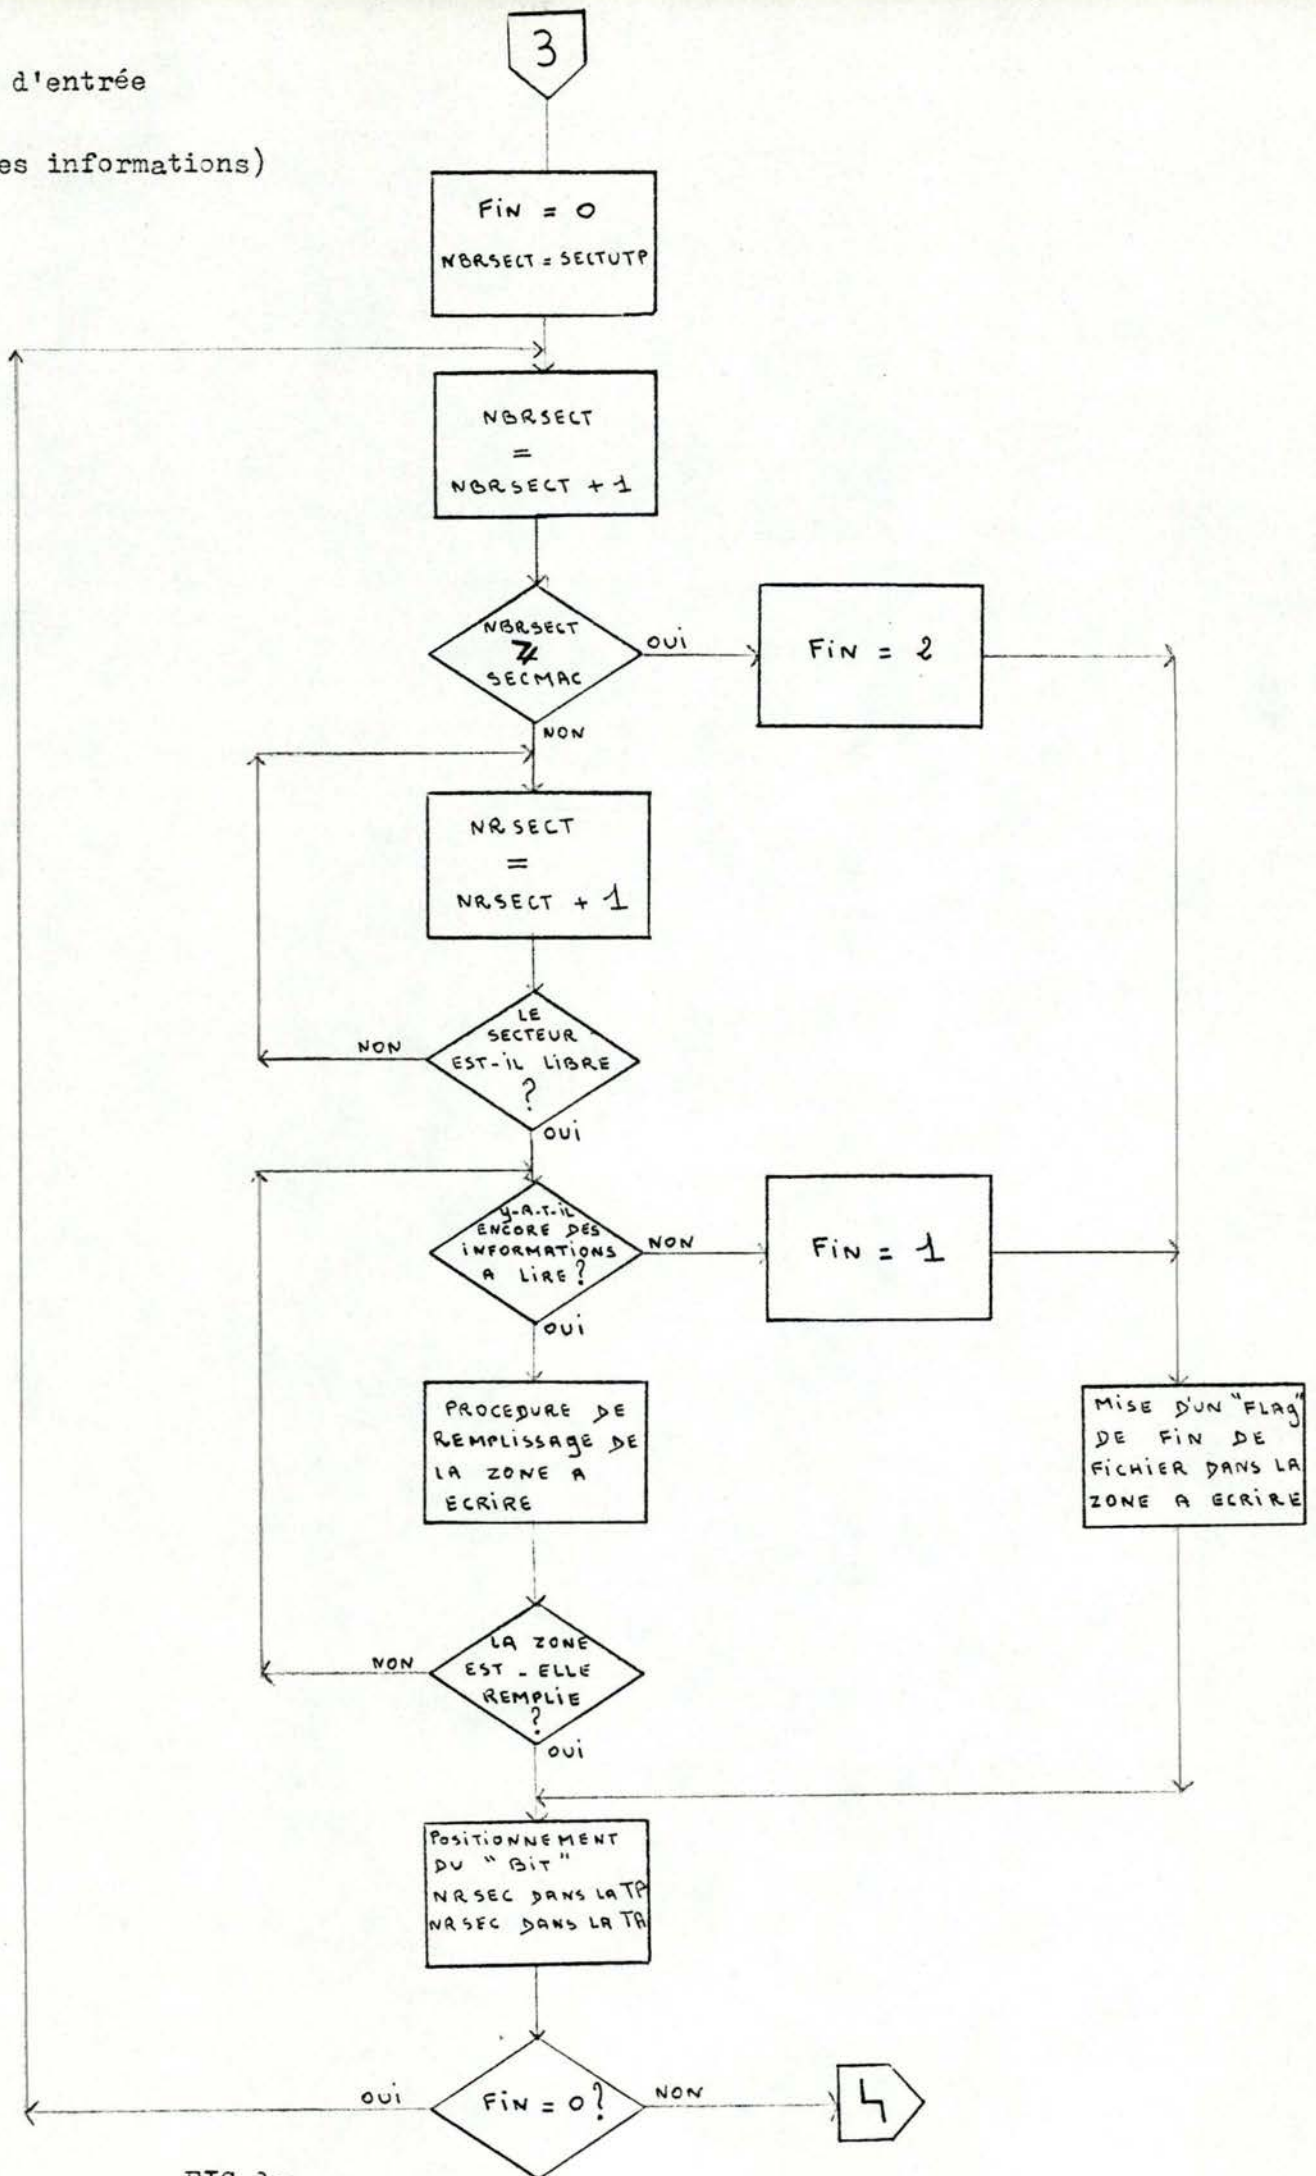 3
d'entrée
es informations)
FIN = 0
NBRSECT = SECTUTP
NBRSECT
=
NBRSECT + 1
NBRSECT
≥
SECMAC
OUI
FIN = 2
NON
NRSECT
=
NRSECT + 1
LE
SECTEUR
EST-IL LIBRE
?
NON
OUI
Y-A-T-IL
ENCORE DES
INFORMATIONS
A LIRE?
NON
FIN = 1
OUI
PROCEDURE DE
REMPLISSAGE DE
LA ZONE A
ECRIRE
MISE D'UN "FLAG"
DE FIN DE
FICHIER DANS LA
ZONE A ECRIRE
LA ZONE
EST - ELLE
REMPLIE
?
NON
OUI
POSITIONNEMENT
DU "BIT"
NRSEC DANS LA TP
NRSEC DANS LA TA
FIN = 0?
OUI
NON
4